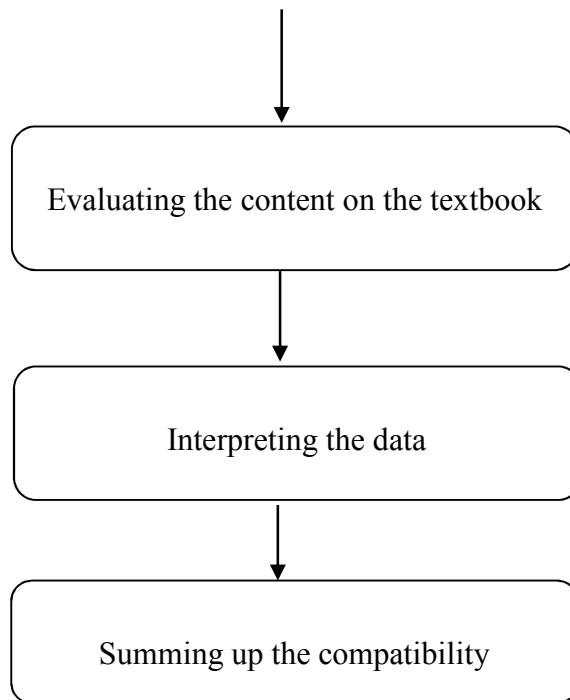 Evaluating the content on the textbook
Interpreting the data
Summing up the compatibility